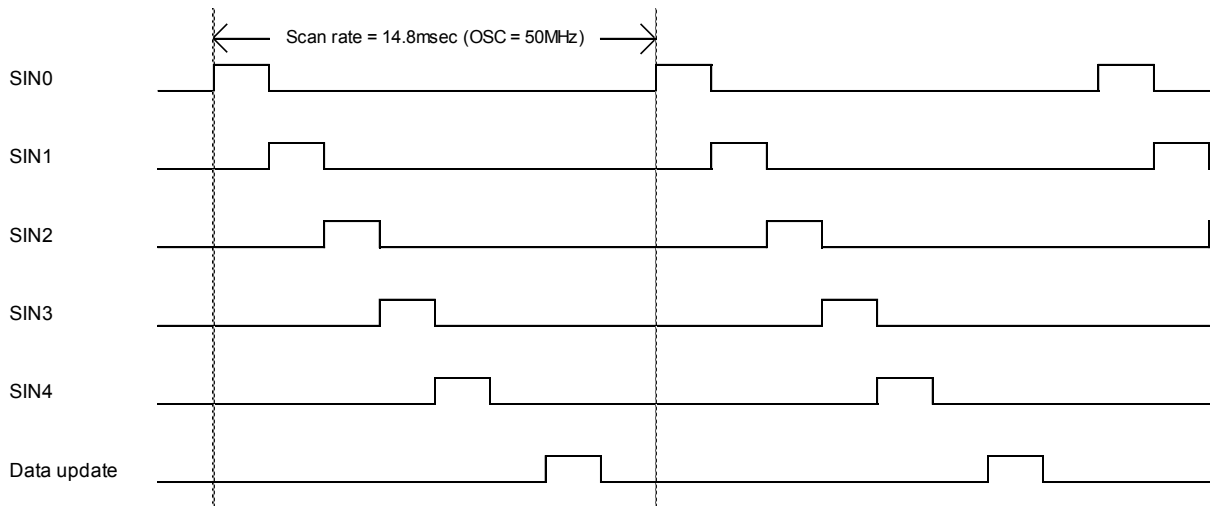 Scan rate = 14.8msec (OSC = 50MHz)
SIN0
SIN1
SIN2
SIN3
SIN4
Data update